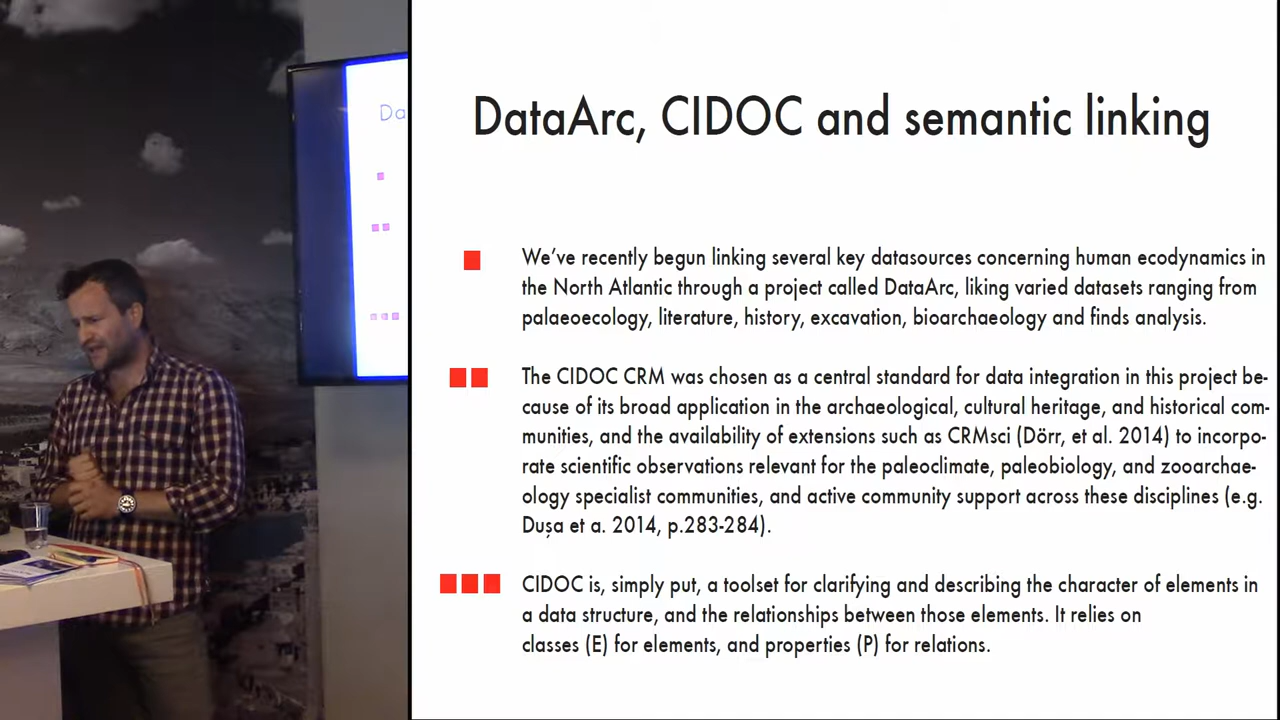 DataArc, CIDOC and semantic linking
We've recently begun linking several key datasources concerning human ecodynamics in
the North Atlantic through a project called DataArc, liking varied datasets ranging from
palaeoecology, literature, history, excavation, bioarchaeology and finds analysis.
The CIDOC CRM was chosen as a central standard for data integration in this project be-
cause of its broad application in the archaeological, cultural heritage, and historical com-
munities, and the availability of extensions such as CRMsci (Dörr, et al. 2014) to incorpo-
rate scientific observations relevant for the paleoclimate, paleobiology, and zooarchae-
ology specialist communities, and active community support across these disciplines (e.g.
Dușa et a. 2014, p.283-284).
CIDOC is, simply put, a toolset for clarifying and describing the character of elements in
a data structure, and the relationships between those elements. It relies on
classes (E) for elements, and properties (P) for relations.
Da